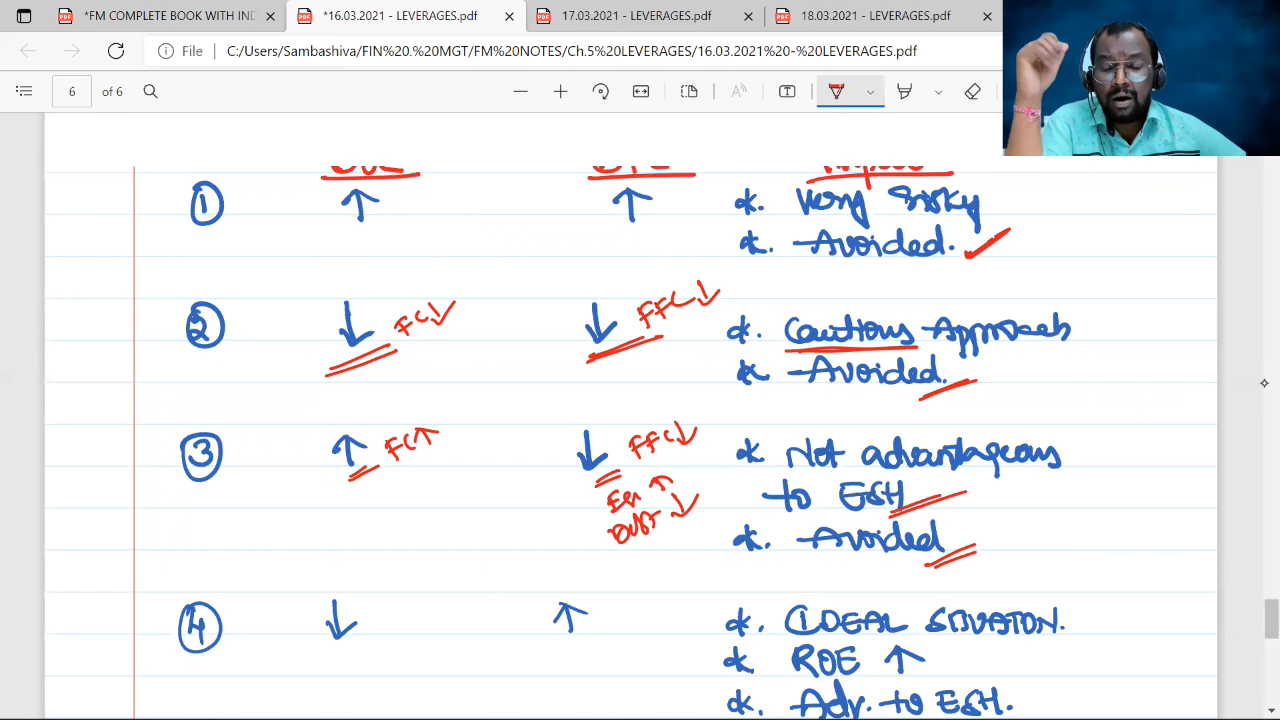 *FM COMPLETE BOOK WITH IND
*16.03.2021 - LEVERAGES.pdf
17.03.2021 - LEVERAGES.pdf
18.03.2021 - LEVERAGES.pdf
File C:/Users/Sambashiva/FIN%20.%20MGT/FM%20NOTES/Ch.5%20LEVERAGES/16.03.2021%20-%20LEVERAGES.pdf
6 of 6
1 ↑ ↑ *. Very Risky
*. Avoided. ✓
2 ↓ FC↓ ↓ FFC↓ *. Cautious Approach
* Avoided.
3 ↑ FC↑ ↓ FFC↓ * Not advantageous
to ESH
Debt ↓
*. Avoided
4 ↓ ↑ *. IDEAL SITUATON.
* ROE ↑
*. Adv. to ESH.